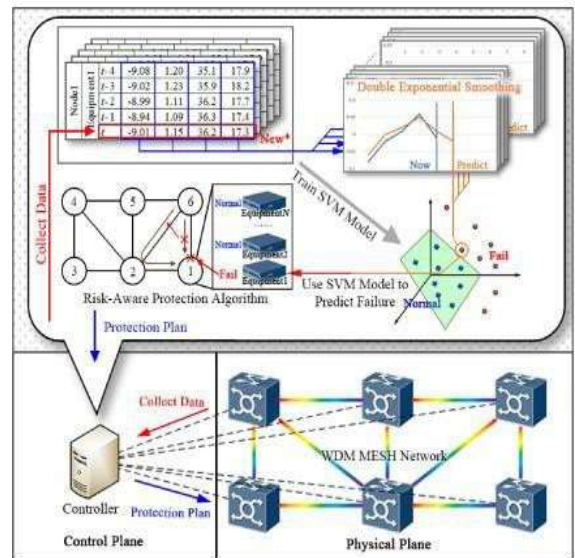 t-4 -9.08 1.20 35.1 17.9
t-3 -9.02 1.23 35.9 18.2
t-2 -8.99 1.11 36.2 17.7
t-1 -8.94 1.09 36.3 17.4
t -9.01 1.15 36.2 17.3
Node1
Equipment1
New*
Double Exponential Smoothing
Now
Predict
Collect Data
Train SVM Model
4 5 6
3 2 1
Normal
EquipmentN
Normal
Equipment2
Fail
Equipment1
Risk-Aware Protection Algorithm
Use SVM Model to
Predict Failure
Fail
Normal
Protection Plan
Collect Data
Controller
Protection Plan
Control Plane
WDM MESH Network
Physical Plane